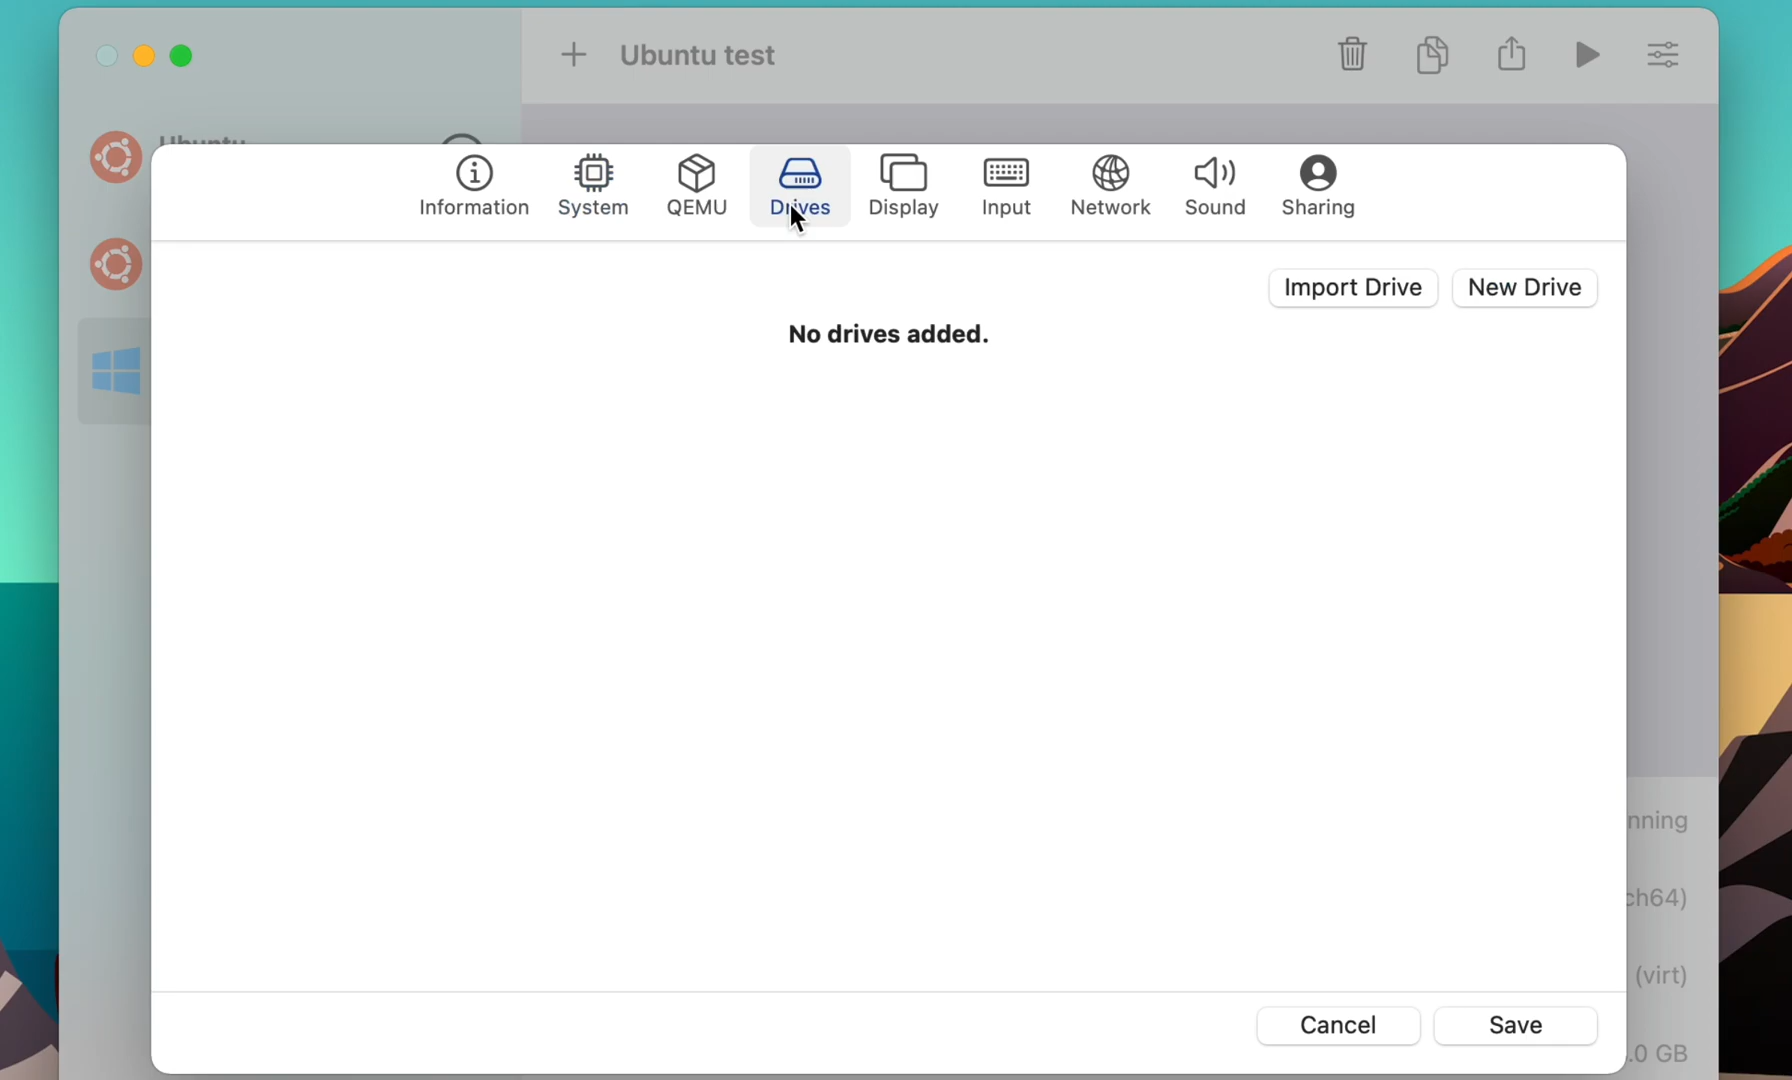 Ubuntu test
Ubuntu
Information System QEMU Drives Display Input Network Sound Sharing
Import Drive New Drive
No drives added.
nning
ch64)
(virt)
.0 GB
Cancel Save